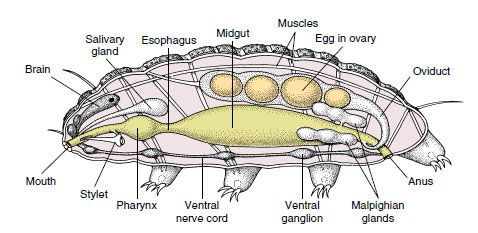 Muscles
Salivary
gland
Esophagus
Midgut
Egg in ovary
Brain
Oviduct
Mouth
Stylet
Pharynx
Ventral
nerve cord
Ventral
ganglion
Malpighian
glands
Anus